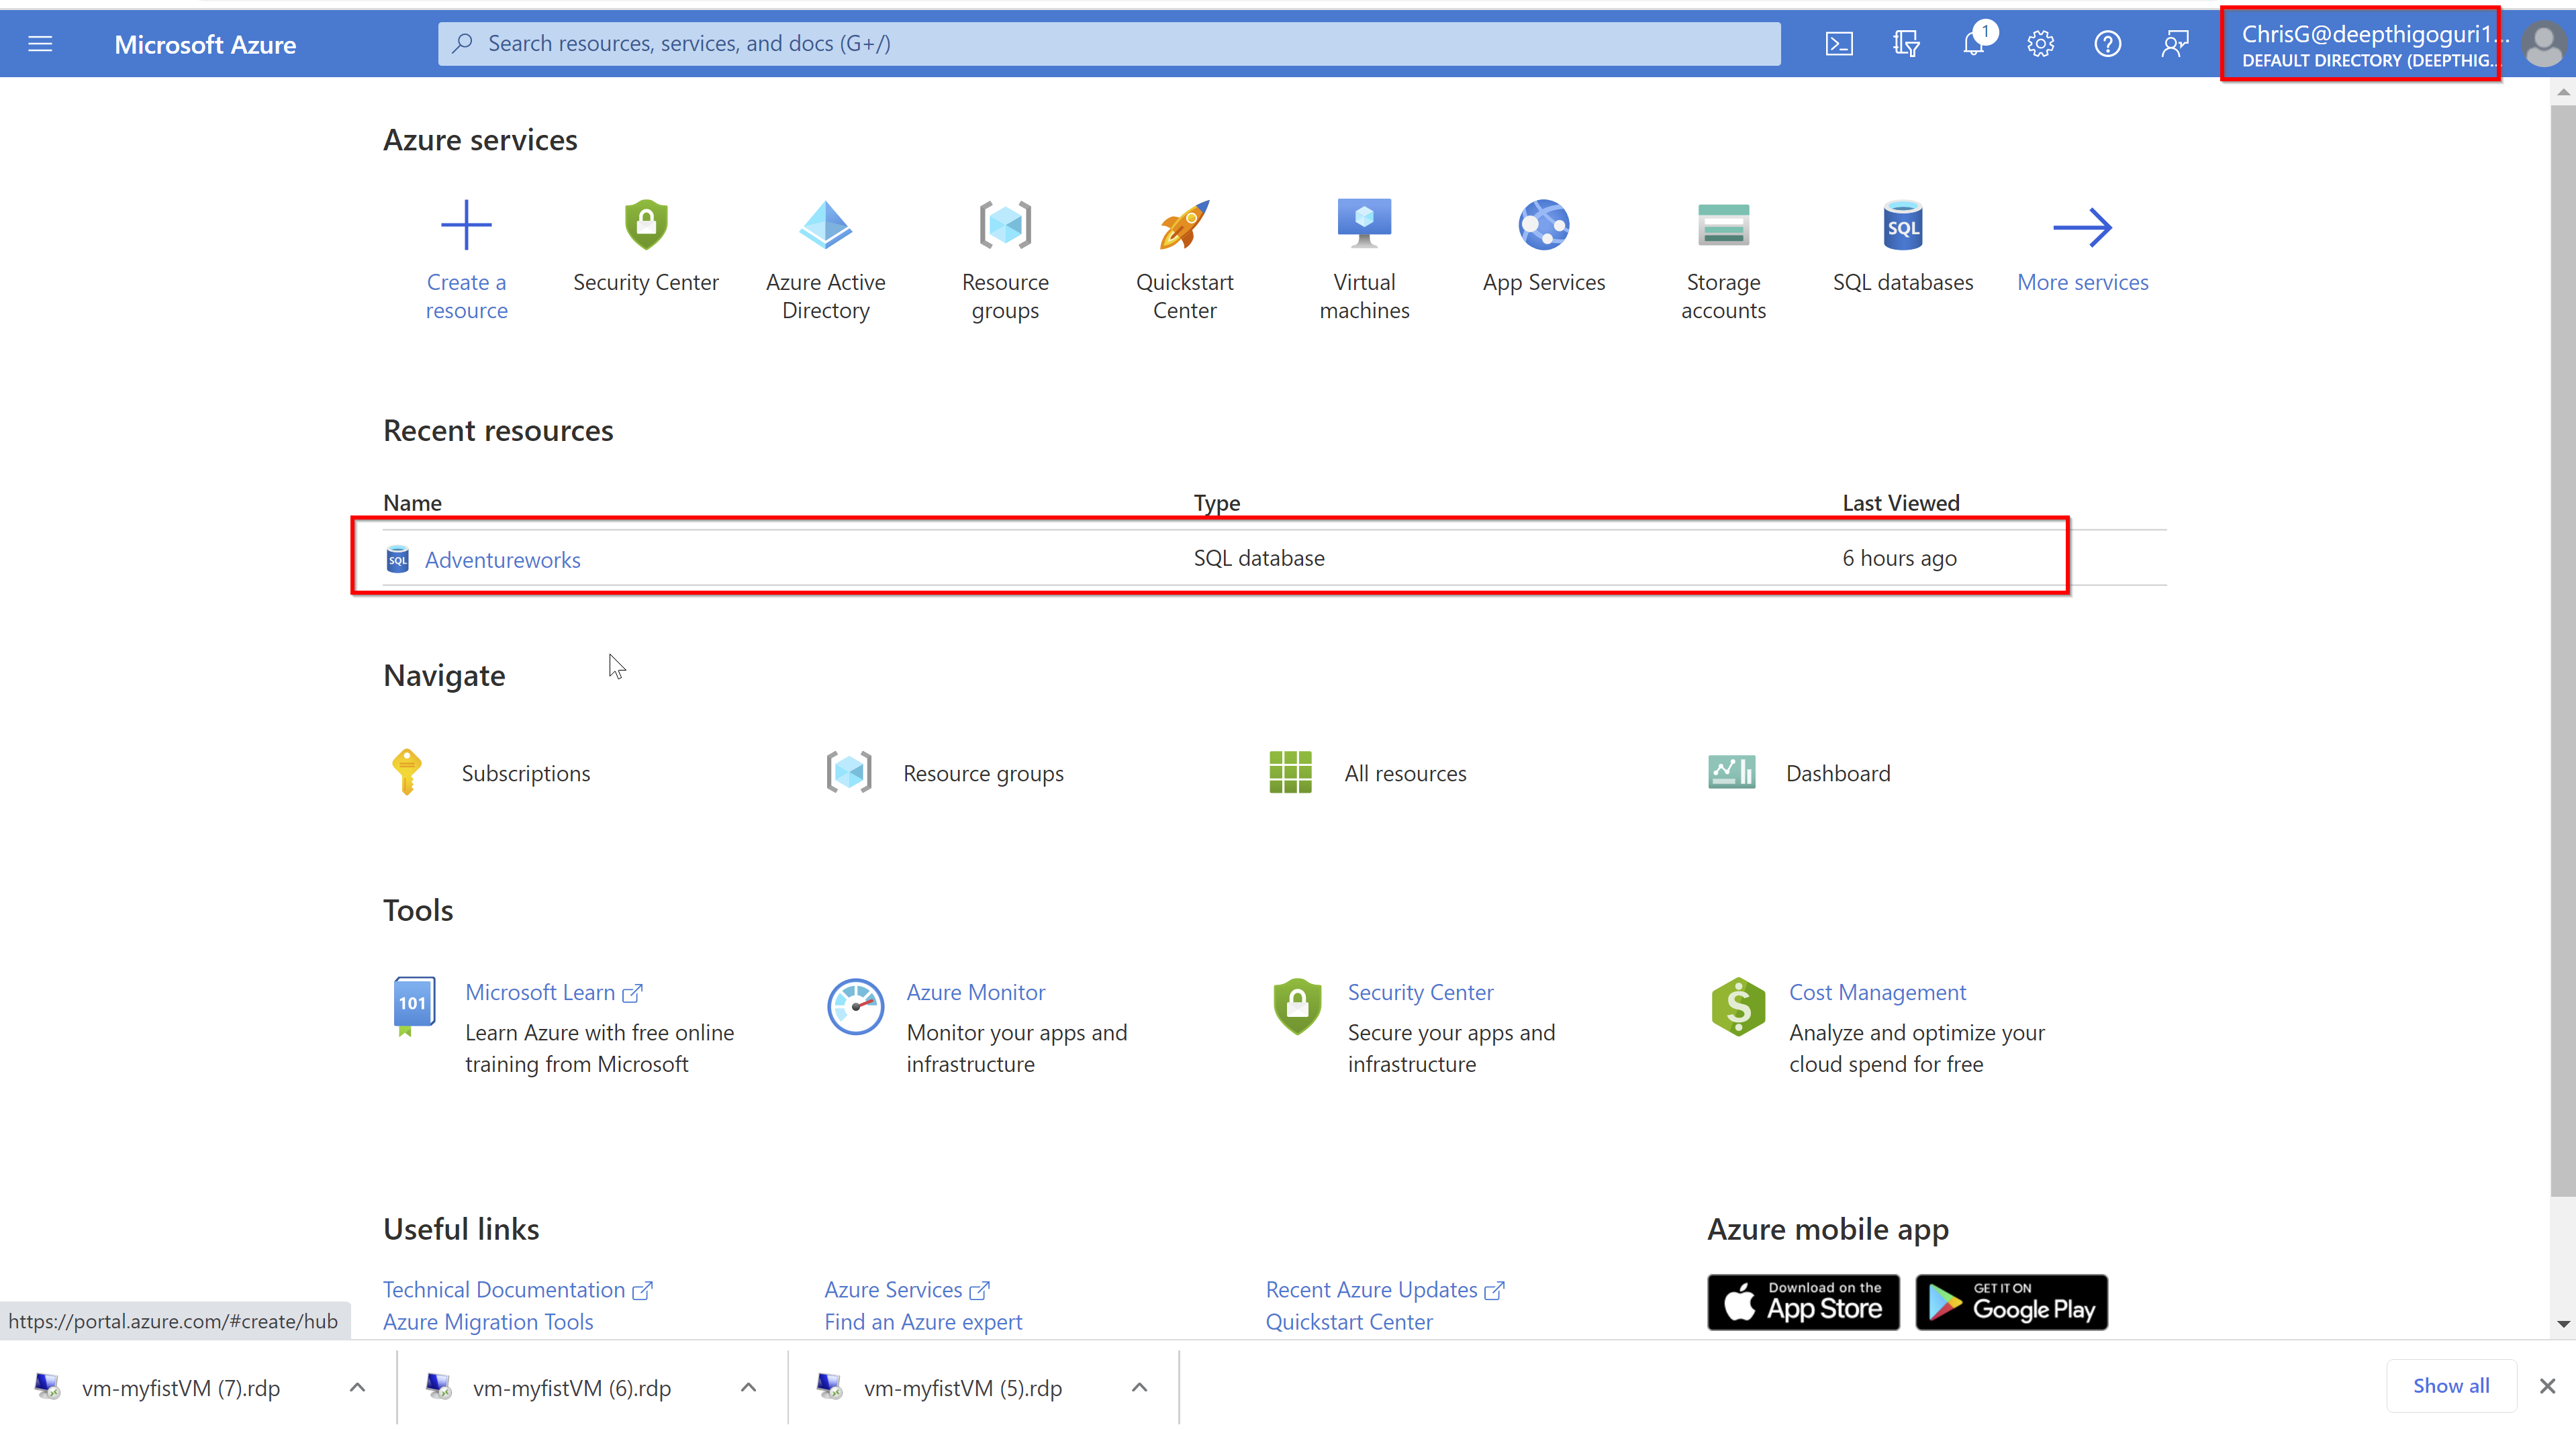 Microsoft Azure
Search resources, services, and docs (G+/)
1
ChrisG@deepthigoguri1...
DEFAULT DIRECTORY (DEEPTHIG...
Azure services
Create a resource
Security Center
Azure Active Directory
Resource groups
Quickstart Center
Virtual machines
App Services
Storage accounts
SQL
SQL databases
More services
Recent resources
Name Type Last Viewed
SQL Adventureworks SQL database 6 hours ago
Navigate
Subscriptions
Resource groups
All resources
Dashboard
Tools
101
Microsoft Learn
Learn Azure with free online
training from Microsoft
Azure Monitor
Monitor your apps and
infrastructure
Security Center
Secure your apps and
infrastructure
Cost Management
Analyze and optimize your
cloud spend for free
Useful links
Technical Documentation
Azure Migration Tools
Azure Services
Find an Azure expert
Recent Azure Updates
Quickstart Center
Azure mobile app
Download on the
App Store
GET IT ON
Google Play
https://portal.azure.com/#create/hub
vm-myfistVM (7).rdp
vm-myfistVM (6).rdp
vm-myfistVM (5).rdp
Show all